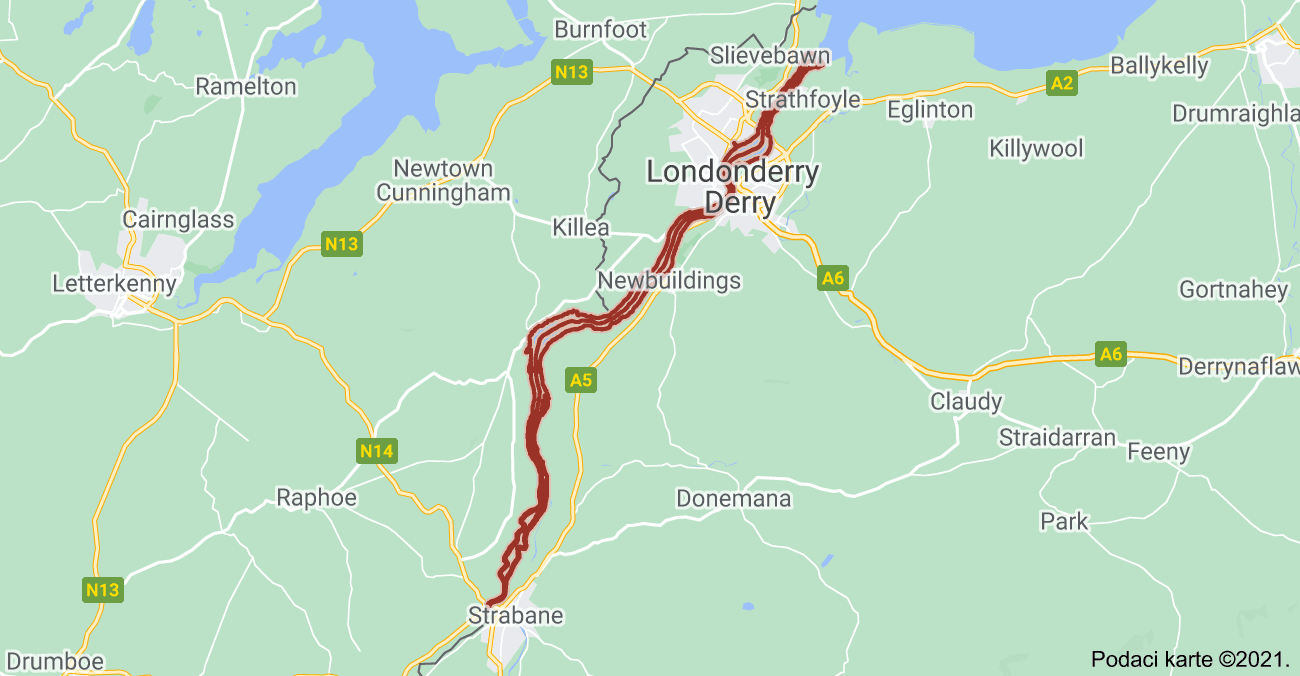 Burnfoot
Slievebawn
Ballykelly
N13
A2
Ramelton
Strathfoyle
Eglinton
Drumraighla
Killywool
Newtown
Cunningham
Londonderry
Derry
Cairnglass
Killea
N13
Letterkenny
Newbuildings
A6
Gortnahey
A5
A6
Derrynaflaw
Claudy
N14
Straidarran
Feeny
Raphoe
Donemana
Park
N13
Strabane
Drumboe
Podaci karte ©2021.